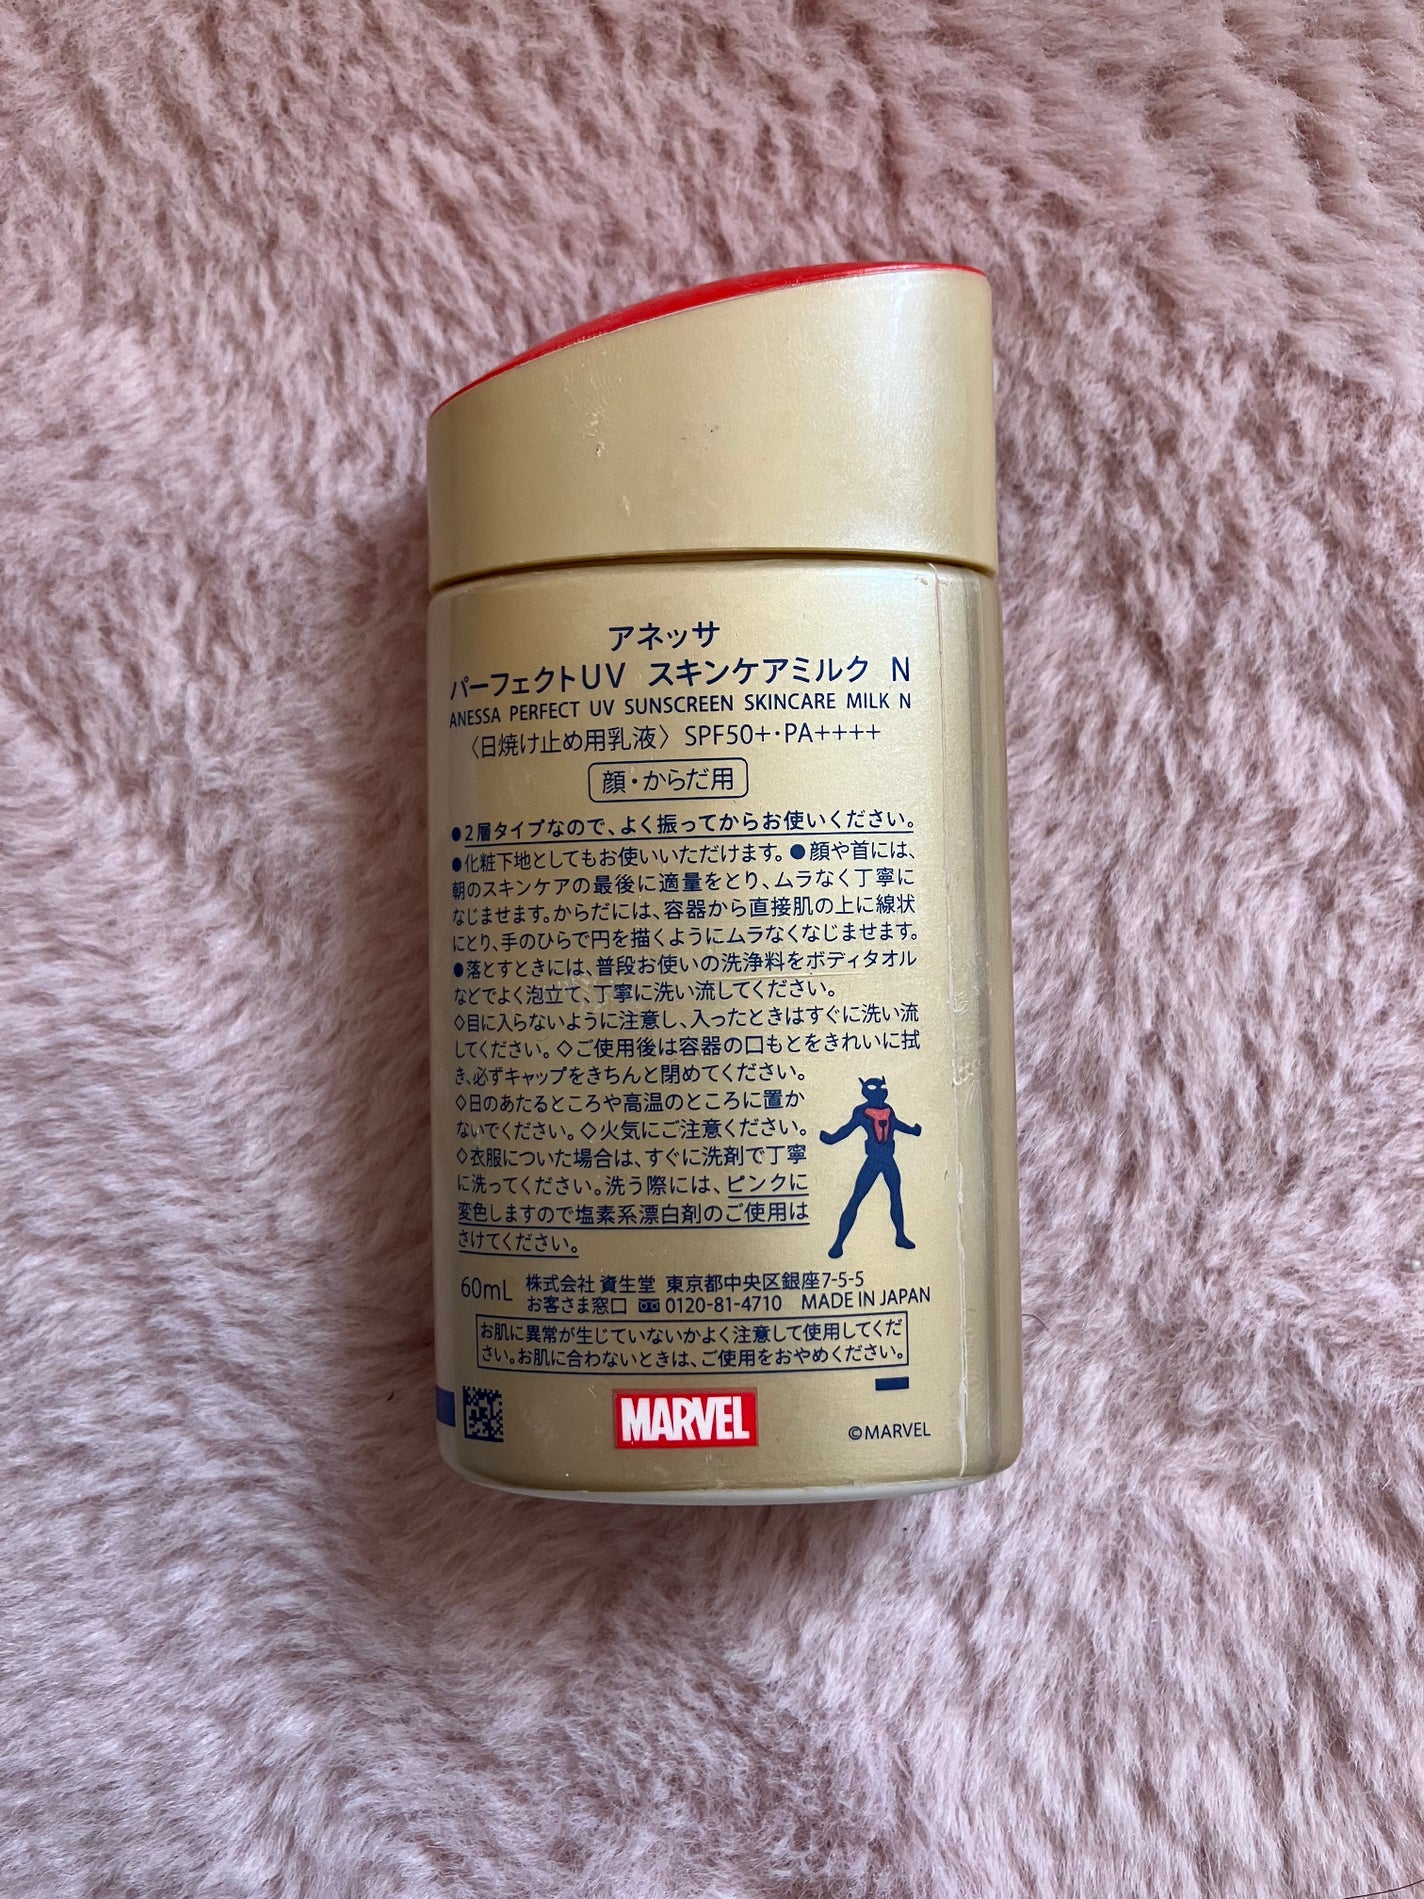 アネッサ
パーフェクトUV スキンケアミルク N
ANESSA PERFECT UV SUNSCREEN SKINCARE MILK N
〈日焼け止め用乳液〉 SPF50+・PA++++
顔・からだ用
●2層タイプなので、よく振ってからお使いください。
●化粧下地としてもお使いいただけます。●顔や首には、
朝のスキンケアの最後に適量をとり、ムラなく丁寧に
なじませます。からだには、容器から直接肌の上に線状
にとり、手のひらで円を描くようにムラなくなじませます。
●落とすときには、普段お使いの洗浄料をボディタオル
などでよく泡立て、丁寧に洗い流してください。
◇目に入らないように注意し、入ったときはすぐに洗い流
してください。◇ご使用後は容器の口もとをきれいに拭
き、必ずキャップをきちんと閉めてください。
◇日のあたるところや高温のところに置か
ないでください。◇火気にご注意ください。
◇衣服についた場合は、すぐに洗剤で丁寧
に洗ってください。洗う際には、ピンクに
変色しますので塩素系漂白剤のご使用は
さけてください。
60mL 株式会社 資生堂 東京都中央区銀座7-5-5
お客さま窓口 0120-81-4710 MADE IN JAPAN
お肌に異常が生じていないかよく注意して使用してくだ
さい。お肌に合わないときは、ご使用をおやめください。
MARVEL
©MARVEL